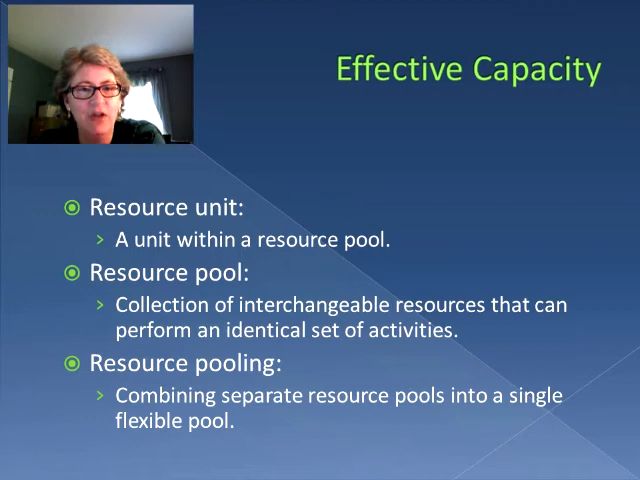 Effective Capacity
Resource unit:
A unit within a resource pool.
Resource pool:
Collection of interchangeable resources that can
perform an identical set of activities.
Resource pooling:
Combining separate resource pools into a single
flexible pool.